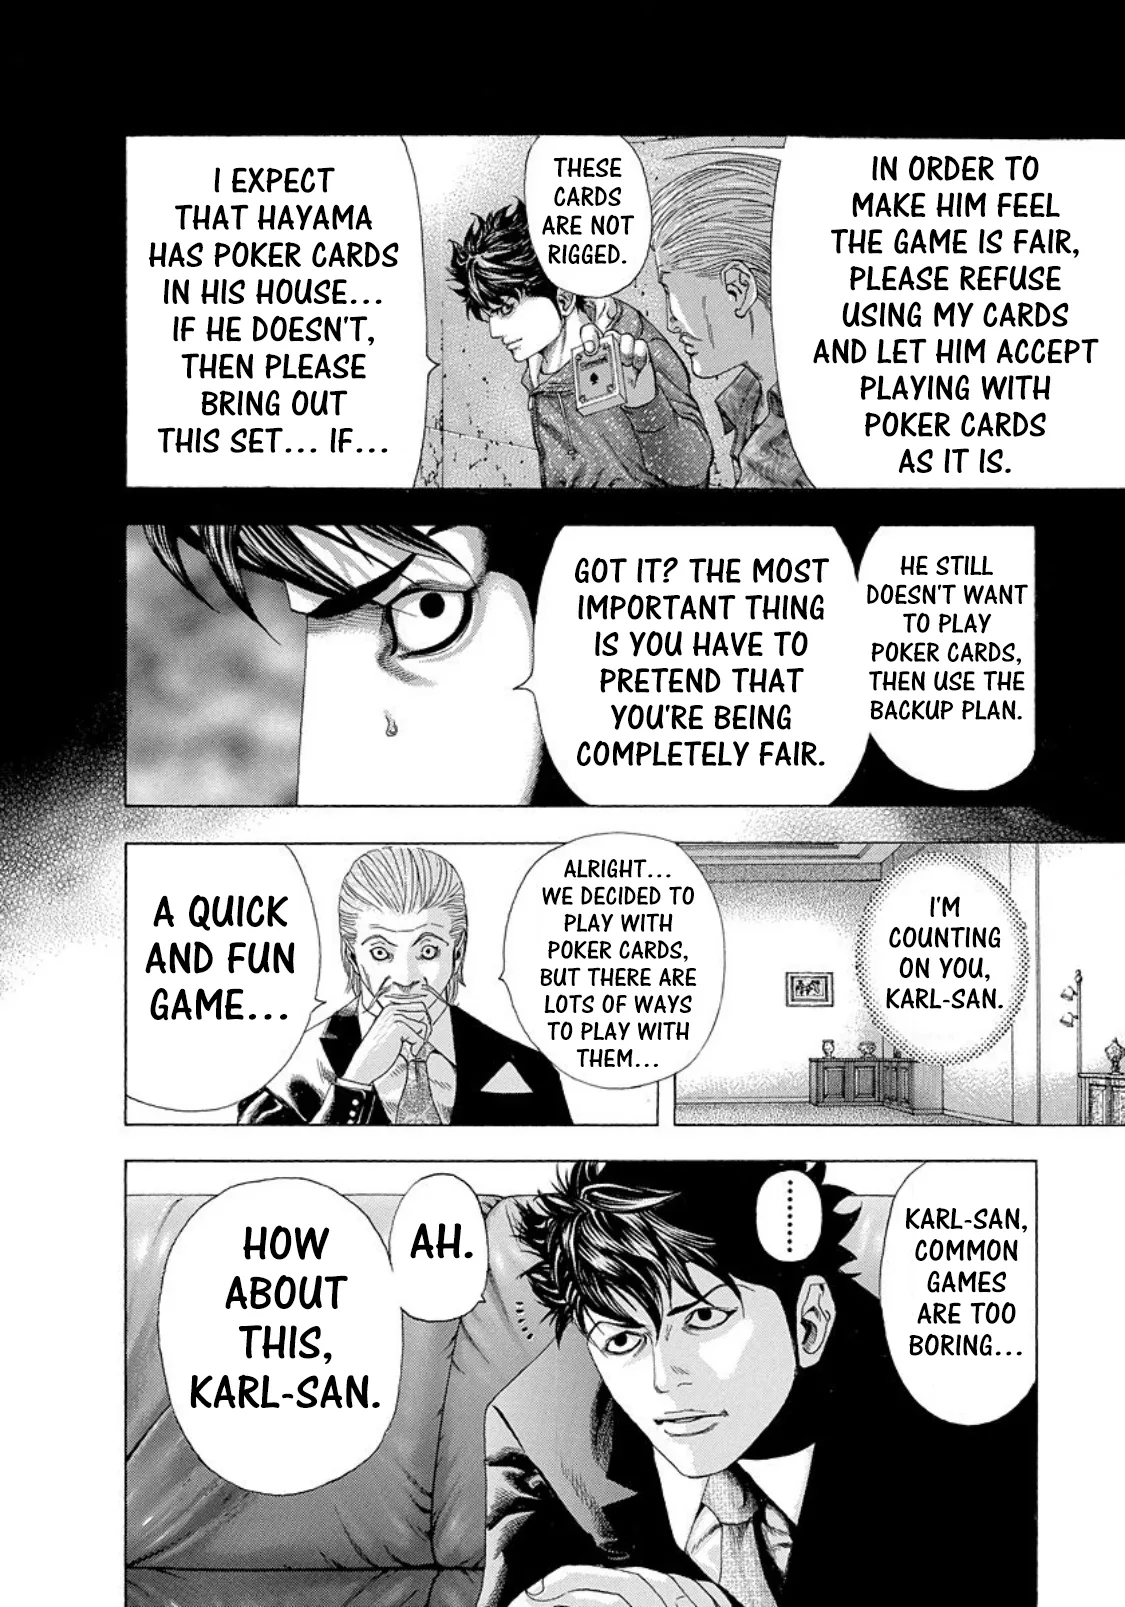 IN ORDER TO
MAKE HIM FEEL
THE GAME IS FAIR,
PLEASE REFUSE
USING MY CARDS
AND LET HIM ACCEPT
PLAYING WITH
POKER CARDS
AS IT IS.
THESE
CARDS
ARE NOT
RIGGED.
I EXPECT
THAT HAYAMA
HAS POKER CARDS
IN HIS HOUSE...
IF HE DOESN'T,
THEN PLEASE
BRING OUT
THIS SET... IF...
HE STILL
DOESN'T WANT
TO PLAY
POKER CARDS,
THEN USE THE
BACKUP PLAN.
GOT IT? THE MOST
IMPORTANT THING
IS YOU HAVE TO
PRETEND THAT
YOU'RE BEING
COMPLETELY FAIR.
I'M
COUNTING
ON YOU,
KARL-SAN.
ALRIGHT...
WE DECIDED TO
PLAY WITH
POKER CARDS,
BUT THERE ARE
LOTS OF WAYS
TO PLAY WITH
THEM...
A QUICK
AND FUN
GAME...
KARL-SAN,
COMMON
GAMES
ARE TOO
BORING...
........
AH.
HOW
ABOUT
THIS,
KARL-SAN.